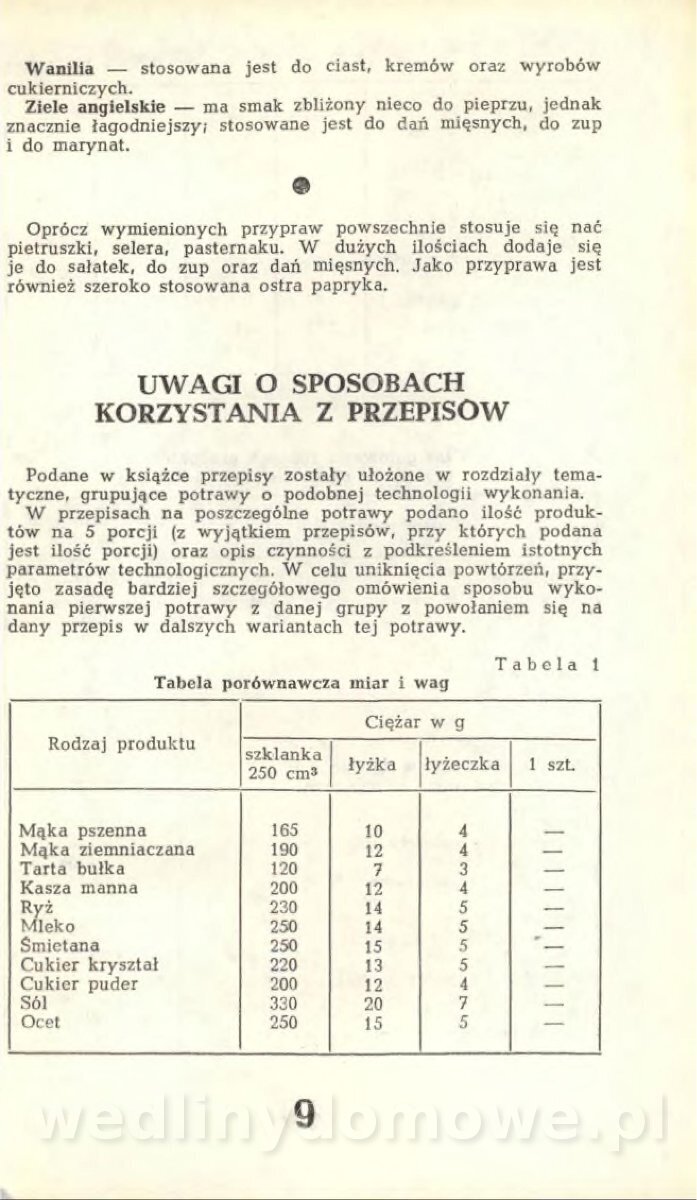 Wanilia — stosowana jest do ciast, kremów oraz wyrobów
cukierniczych.
Ziele angielskie — ma smak zbliżony nieco do pieprzu, jednak
znacznie łagodniejszy; stosowane jest do dań mięsnych, do zup
i do marynat.
Oprócz wymienionych przypraw powszechnie stosuje się nać
pietruszki, selera, pasternaku. W dużych ilościach dodaje się
je do sałatek, do zup oraz dań mięsnych. Jako przyprawa jest
również szeroko stosowana ostra papryka.
UWAGI O SPOSOBACH
KORZYSTANIA Z PRZEPISÓW
Podane w książce przepisy zostały ułożone w rozdziały tema-
tyczne, grupujące potrawy o podobnej technologii wykonania.
W przepisach na poszczególne potrawy podano ilość produk-
tów na 5 porcji (z wyjątkiem przepisów, przy których podana
jest ilość porcji) oraz opis czynności z podkreśleniem istotnych
parametrów technologicznych. W celu uniknięcia powtórzeń, przy-
jęto zasadę bardziej szczegółowego omówienia sposobu wyko-
nania pierwszej potrawy z danej grupy z powołaniem się na
dany przepis w dalszych wariantach tej potrawy.
Tabela 1
Tabela porównawcza miar i wag
Rodzaj produktu
Ciężar w g
szklanka
250 cm³ łyżka łyżeczka 1 szt.
Mąka pszenna 165 10 4 —
Mąka ziemniaczana 190 12 4 —
Tarta bułka 120 7 3 —
Kasza manna 200 12 4 —
Ryż 230 14 5 —
Mleko 250 14 5 —
Śmietana 250 15 5 —
Cukier kryształ 220 13 5 —
Cukier puder 200 12 4 —
Sól 330 20 7 —
Ocet 250 15 5 —
9
wedlinydomowe.pl